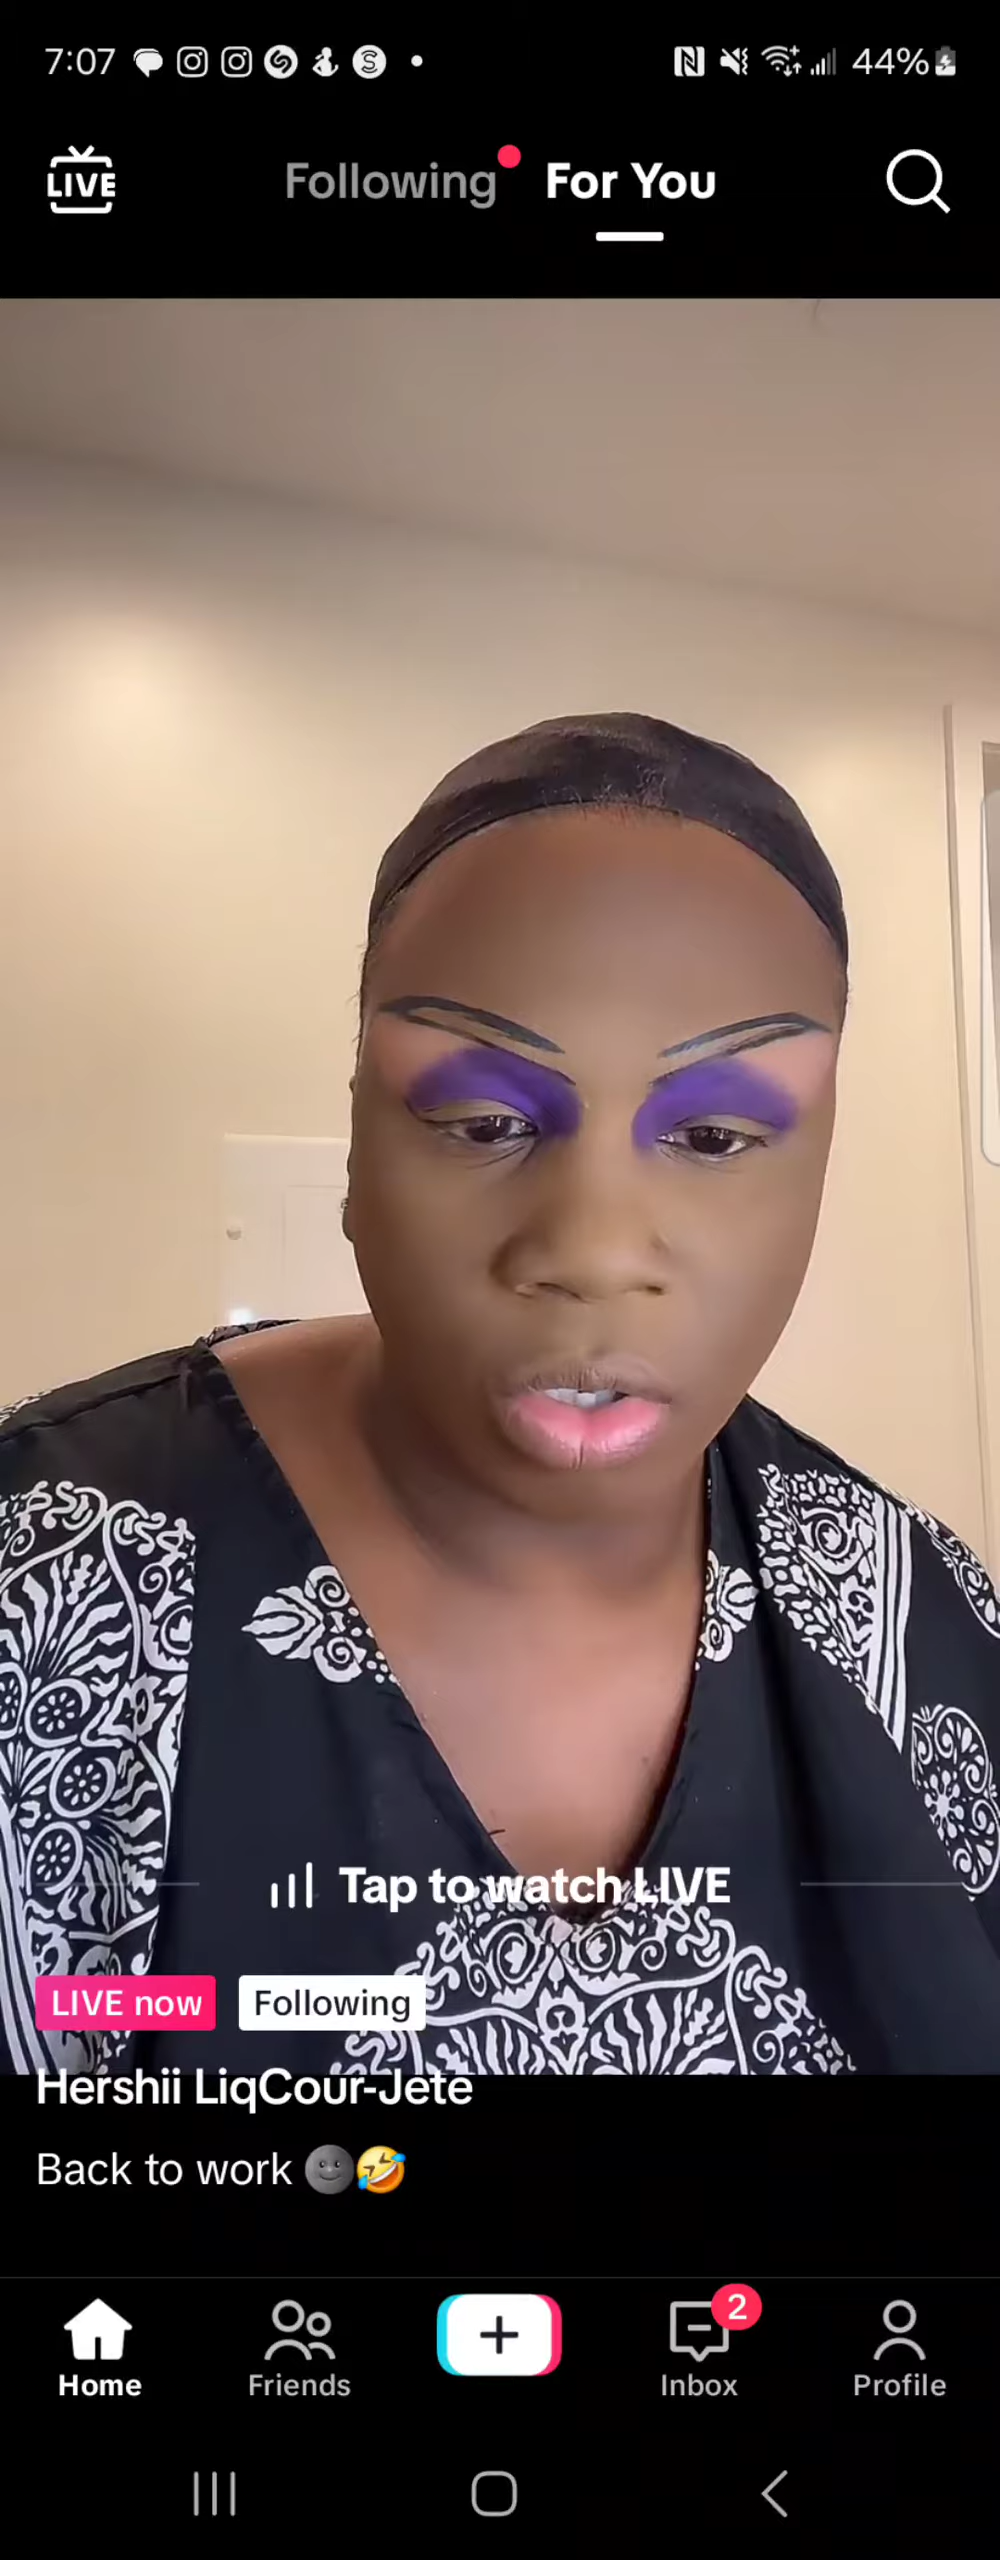 7:07
44%
LIVE
Following
For You
Tap to watch LIVE
LIVE now
Following
Hershii LiqCour-Jete
Back to work 🌚🤣
2
Home
Friends
Inbox
Profile